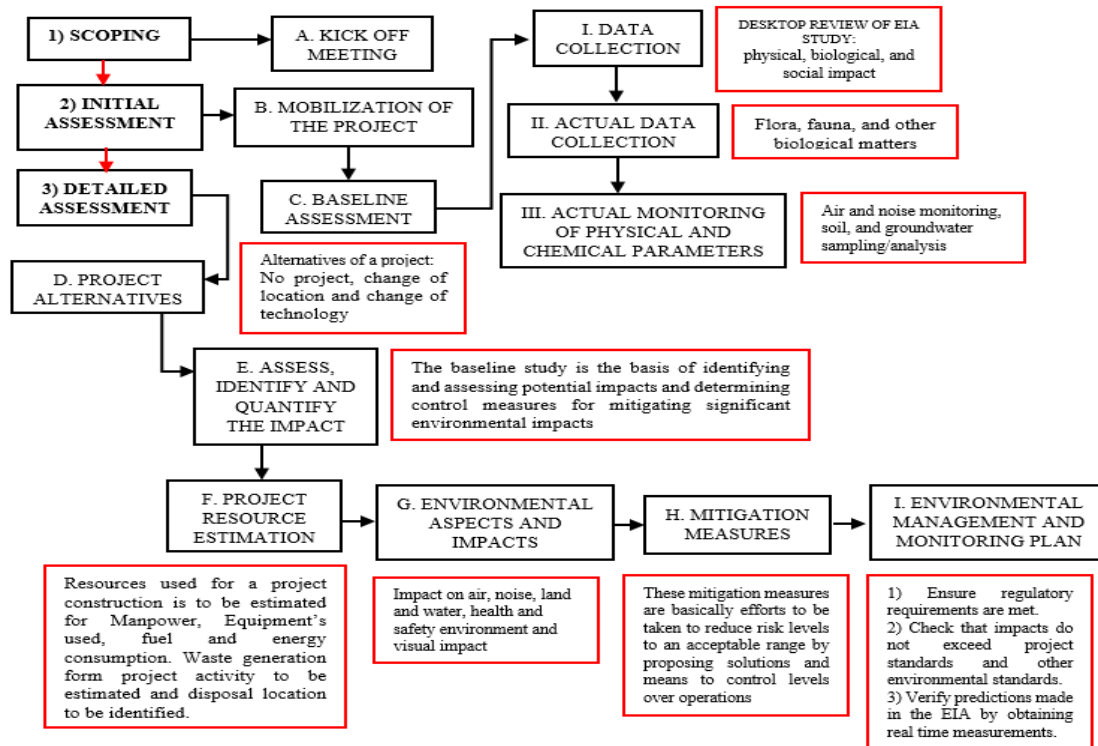 1) SCOPING
A. KICK OFF
MEETING
I. DATA
COLLECTION
DESKTOP REVIEW OF EIA
STUDY:
physical, biological, and
social impact
2) INITIAL
ASSESSMENT
B. MOBILIZATION OF
THE PROJECT
II. ACTUAL DATA
COLLECTION
Flora, fauna, and other
biological matters
3) DETAILED
ASSESSMENT
C. BASELINE
ASSESSMENT
III. ACTUAL MONITORING
OF PHYSICAL AND
CHEMICAL PARAMETERS
Air and noise monitoring,
soil, and groundwater
sampling/analysis
D. PROJECT
ALTERNATIVES
Alternatives of a project:
No project, change of
location and change of
technology
E. ASSESS,
IDENTIFY AND
QUANTIFY
THE IMPACT
The baseline study is the basis of identifying
and assessing potential impacts and determining
control measures for mitigating significant
environmental impacts
F. PROJECT
RESOURCE
ESTIMATION
G. ENVIRONMENTAL
ASPECTS AND
IMPACTS
H. MITIGATION
MEASURES
I. ENVIRONMENTAL
MANAGEMENT AND
MONITORING PLAN
Resources used for a project
construction is to be estimated
for Manpower, Equipment's
used, fuel and energy
consumption. Waste generation
form project activity to be
estimated and disposal location
to be identified.
Impact on air, noise, land
and water, health and
safety environment and
visual impact
These mitigation measures
are basically efforts to be
taken to reduce risk levels
to an acceptable range by
proposing solutions and
means to control levels
over operations
1) Ensure regulatory
requirements are met.
2) Check that impacts do
not exceed project
standards and other
environmental standards.
3) Verify predictions made
in the EIA by obtaining
real time measurements.